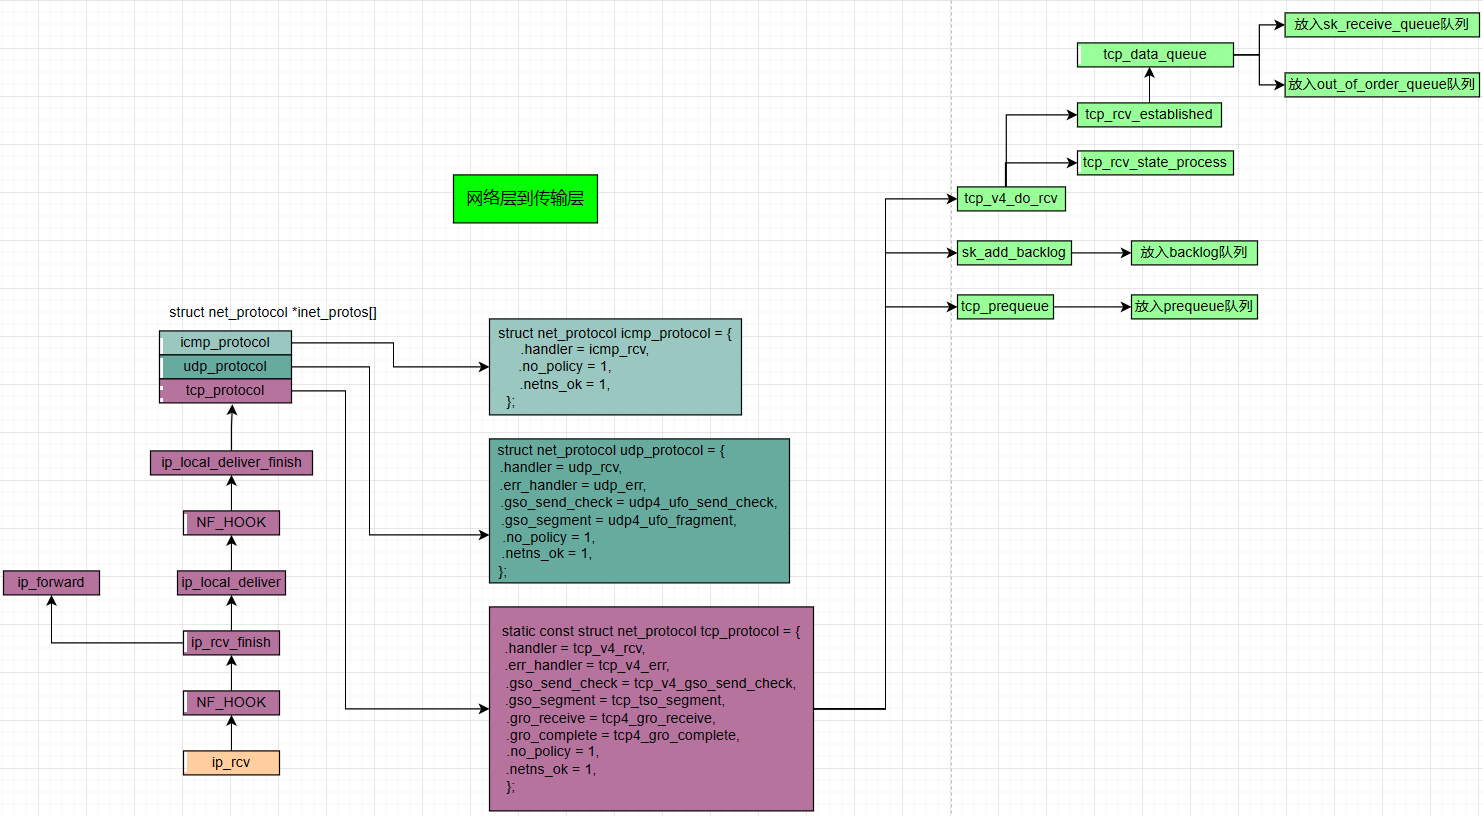 放入sk_receive_queue队列
tcp_data_queue
放入out_of_order_queue队列
tcp_rcv_established
tcp_rcv_state_process
网络层到传输层
tcp_v4_do_rcv
sk_add_backlog
放入backlog队列
tcp_prequeue
放入prequeue队列
struct net_protocol *inet_protos[]
icmp_protocol
udp_protocol
tcp_protocol
struct net_protocol icmp_protocol = {
.handler = icmp_rcv,
.no_policy = 1,
.netns_ok = 1,
};
ip_local_deliver_finish
NF_HOOK
ip_forward
ip_local_deliver
ip_rcv_finish
NF_HOOK
ip_rcv
struct net_protocol udp_protocol = {
.handler = udp_rcv,
.err_handler = udp_err,
.gso_send_check = udp4_ufo_send_check,
.gso_segment = udp4_ufo_fragment,
.no_policy = 1,
.netns_ok = 1,
};
static const struct net_protocol tcp_protocol = {
.handler = tcp_v4_rcv,
.err_handler = tcp_v4_err,
.gso_send_check = tcp_v4_gso_send_check,
.gso_segment = tcp_tso_segment,
.gro_receive = tcp4_gro_receive,
.gro_complete = tcp4_gro_complete,
.no_policy = 1,
.netns_ok = 1,
};